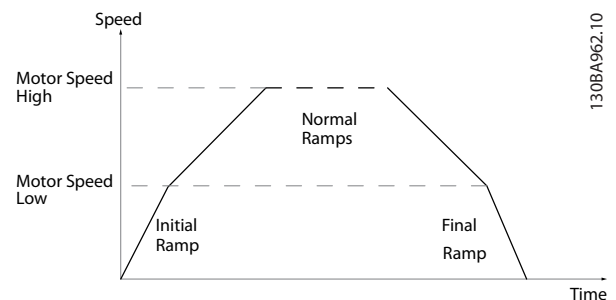 Speed
130BA962.10
Motor Speed
High
Normal
Ramps
Motor Speed
Low
Initial
Ramp
Final
Ramp
Time